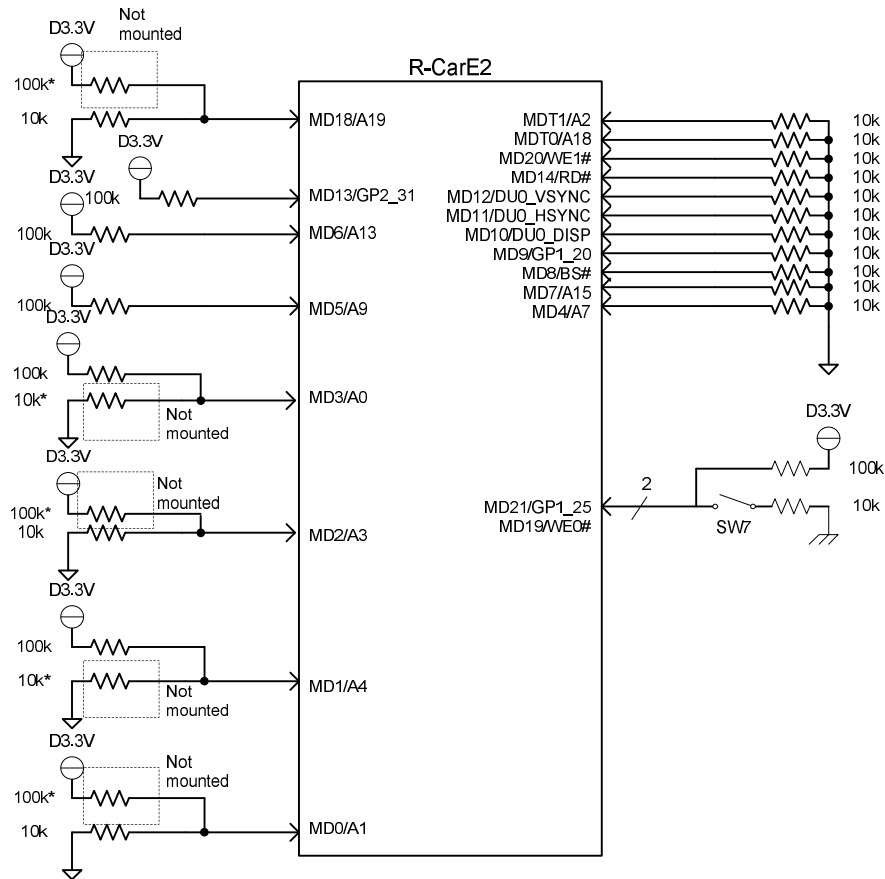 R-CarE2
D3.3V
Not
mounted
100k*
10k
MD18/A19
D3.3V
100k
MD13/GP2_31
D3.3V
100k
MD6/A13
D3.3V
100k
MD5/A9
D3.3V
100k
10k*
Not
mounted
MD3/A0
D3.3V
Not
mounted
100k*
10k
MD2/A3
D3.3V
100k
10k*
Not
mounted
MD1/A4
D3.3V
Not
mounted
100k*
10k
MD0/A1
MDT1/A2 10k
MDT0/A18 10k
MD20/WE1# 10k
MD14/RD# 10k
MD12/DU0_VSYNC 10k
MD11/DU0_HSYNC 10k
MD10/DU0_DISP 10k
MD9/GP1_20 10k
MD8/BS# 10k
MD7/A15 10k
MD4/A7 10k
D3.3V
100k
2
MD21/GP1_25
MD19/WE0#
SW7
10k